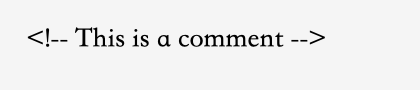 <!-- This is a comment -->